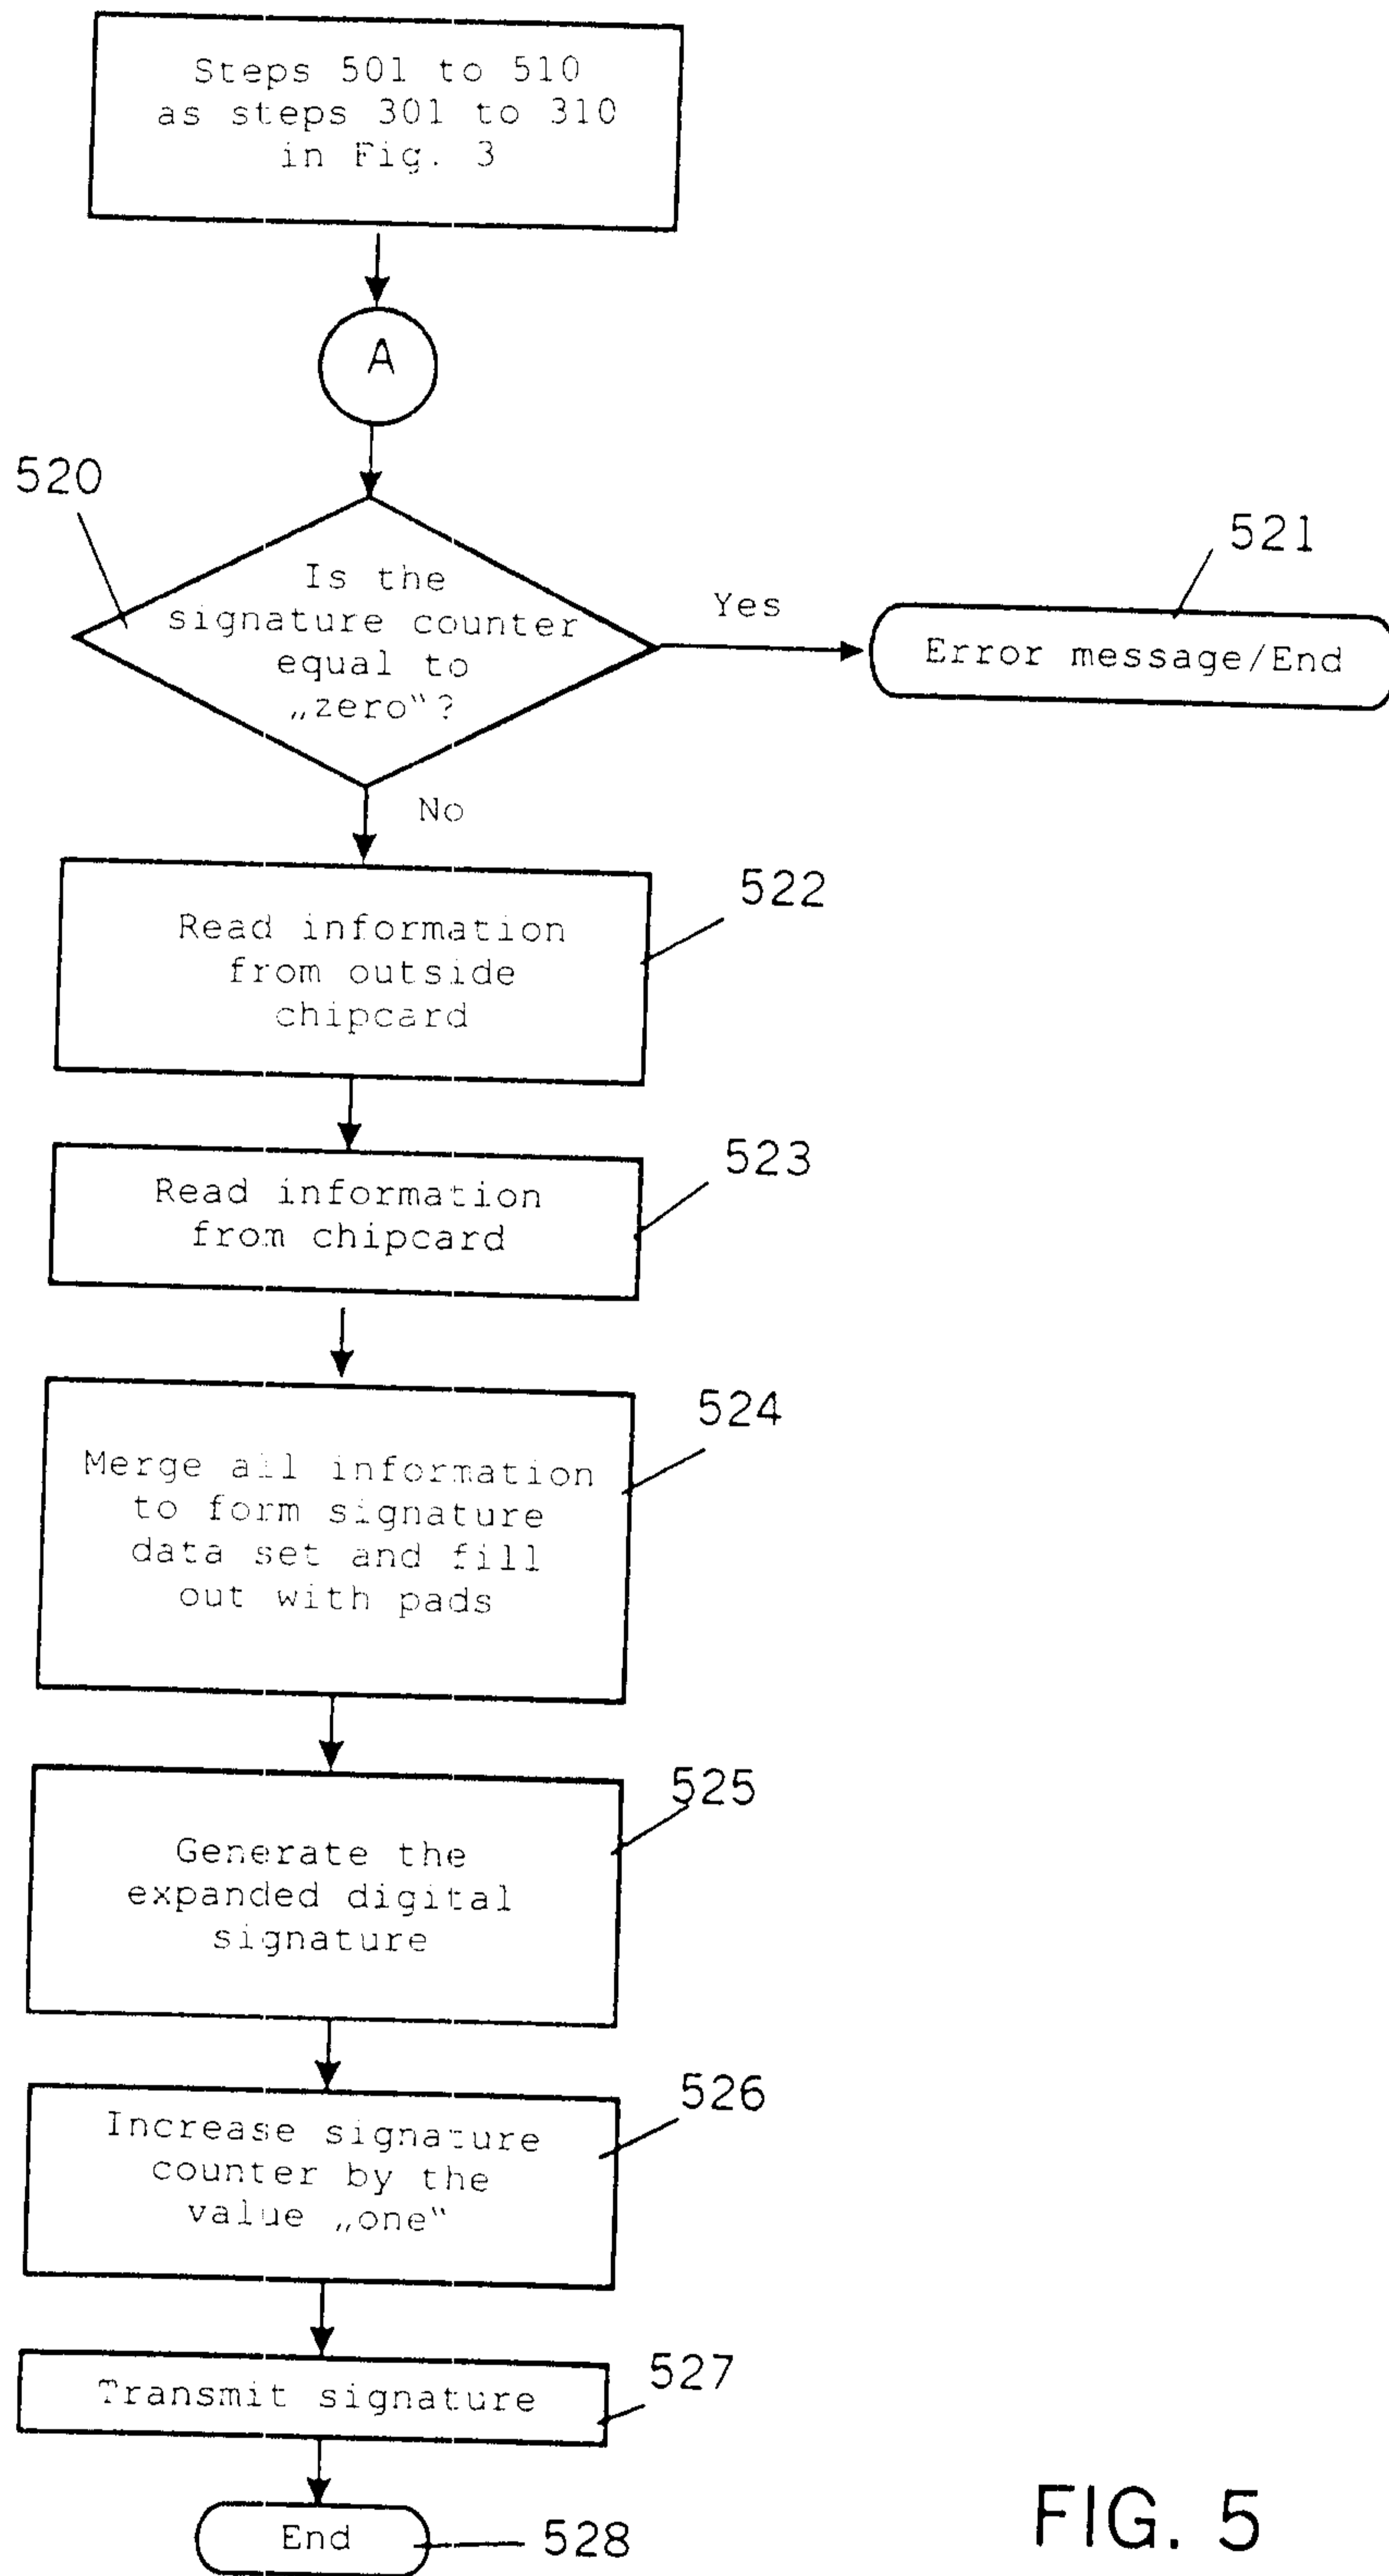 Steps 501 to 510
as steps 301 to 310
in Fig. 3
A
520
Is the
signature counter
equal to
„zero“?
Yes
521
Error message/End
No
522
Read information
from outside
chipcard
523
Read information
from chipcard
524
Merge all information
to form signature
data set and fill
out with pads
525
Generate the
expanded digital
signature
526
Increase signature
counter by the
value „one“
527
Transmit signature
End
528
FIG. 5